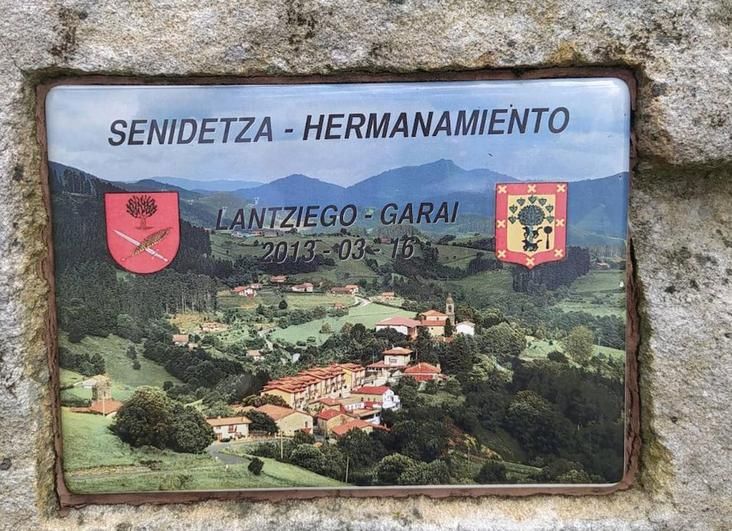 SENIDETZA - HERMANAMIENTO
LANTZIEGO - GARAI
2013 - 03 - 16